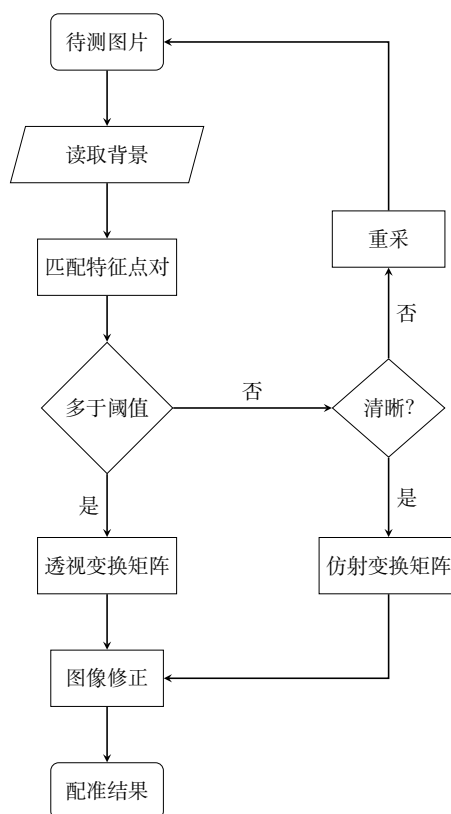 待测图片
读取背景
重采
匹配特征点对
否
多于阈值
否
清晰?
是
是
透视变换矩阵
仿射变换矩阵
图像修正
配准结果